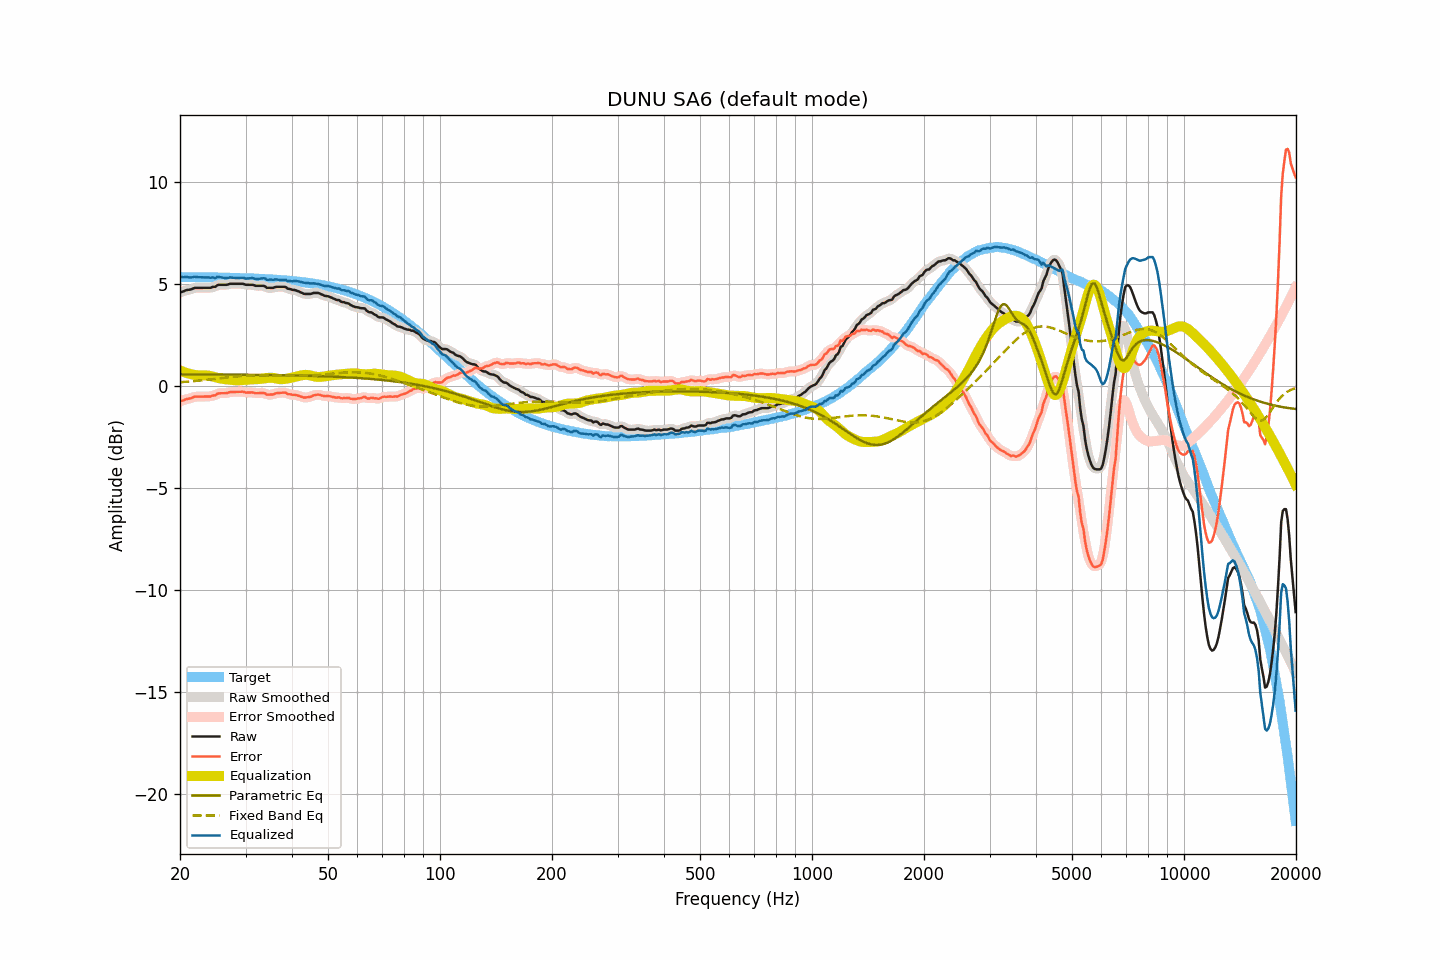 DUNU SA6 (default mode)
10
5
0
−5
−10
−15
−20
Amplitude (dBr)
Target
Raw Smoothed
Error Smoothed
Raw
Error
Equalization
Parametric Eq
Fixed Band Eq
Equalized
20 50 100 200 500 1000 2000 5000 10000 20000
Frequency (Hz)